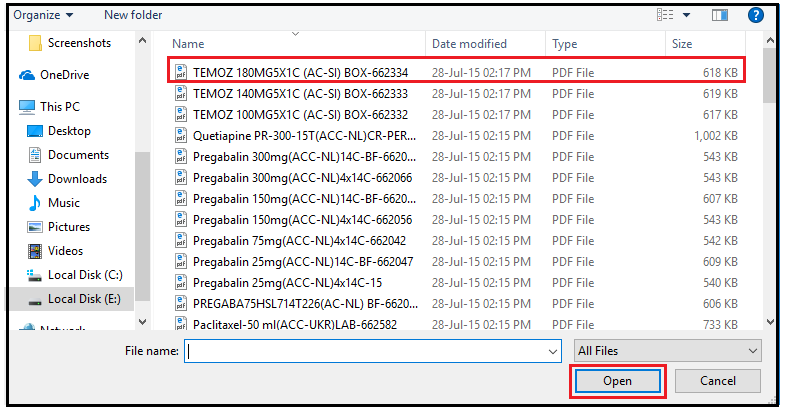 Organize New folder
Screenshots
OneDrive
This PC
Desktop
Documents
Downloads
Music
Pictures
Videos
Local Disk (C:)
Local Disk (E:)
Network
Name Date modified Type Size
TEMOZ 180MG5X1C (AC-SI) BOX-662334 28-Jul-15 02:17 PM PDF File 618 KB
TEMOZ 140MG5X1C (AC-SI) BOX-662333 28-Jul-15 02:17 PM PDF File 619 KB
TEMOZ 100MG5X1C (AC-SI) BOX-662332 28-Jul-15 02:17 PM PDF File 617 KB
Quetiapine PR-300-15T(ACC-NL)CR-PER... 28-Jul-15 02:15 PM PDF File 1,002 KB
Pregabalin 300mg(ACC-NL)14C-BF-6620... 28-Jul-15 02:15 PM PDF File 543 KB
Pregabalin 300mg(ACC-NL)4x14C-662066 28-Jul-15 02:15 PM PDF File 543 KB
Pregabalin 150mg(ACC-NL)14C-BF-6620... 28-Jul-15 02:15 PM PDF File 607 KB
Pregabalin 150mg(ACC-NL)4x14C-662056 28-Jul-15 02:15 PM PDF File 543 KB
Pregabalin 75mg(ACC-NL)4x14C-662042 28-Jul-15 02:15 PM PDF File 542 KB
Pregabalin 25mg(ACC-NL)14C-BF-662047 28-Jul-15 02:15 PM PDF File 609 KB
Pregabalin 25mg(ACC-NL)4x14C-15 28-Jul-15 02:15 PM PDF File 540 KB
PREGABA75HSL714T226(AC-NL) BF-6620... 28-Jul-15 02:15 PM PDF File 606 KB
Paclitaxel-50 ml(ACC-UKR)LAB-662582 28-Jul-15 02:15 PM PDF File 733 KB
File name: All Files
Open Cancel